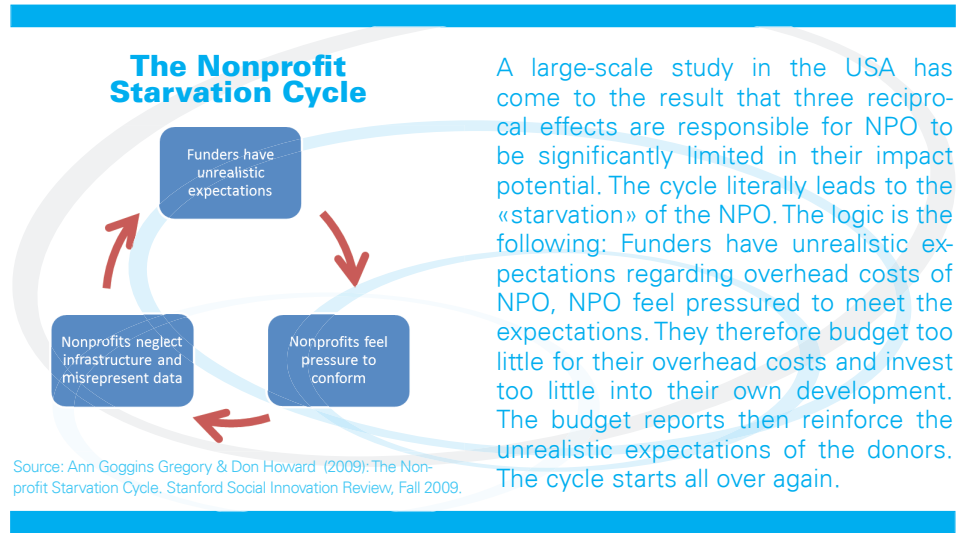 The Nonprofit
Starvation Cycle
Funders have
unrealistic
expectations
Nonprofits feel
pressure to
conform
Nonprofits neglect
infrastructure and
misrepresent data
Source: Ann Goggins Gregory & Don Howard (2009): The Non-
profit Starvation Cycle. Stanford Social Innovation Review, Fall 2009.
A large-scale study in the USA has
come to the result that three recipro-
cal effects are responsible for NPO to
be significantly limited in their impact
potential. The cycle literally leads to the
«starvation» of the NPO. The logic is the
following: Funders have unrealistic ex-
pectations regarding overhead costs of
NPO, NPO feel pressured to meet the
expectations. They therefore budget too
little for their overhead costs and invest
too little into their own development.
The budget reports then reinforce the
unrealistic expectations of the donors.
The cycle starts all over again.